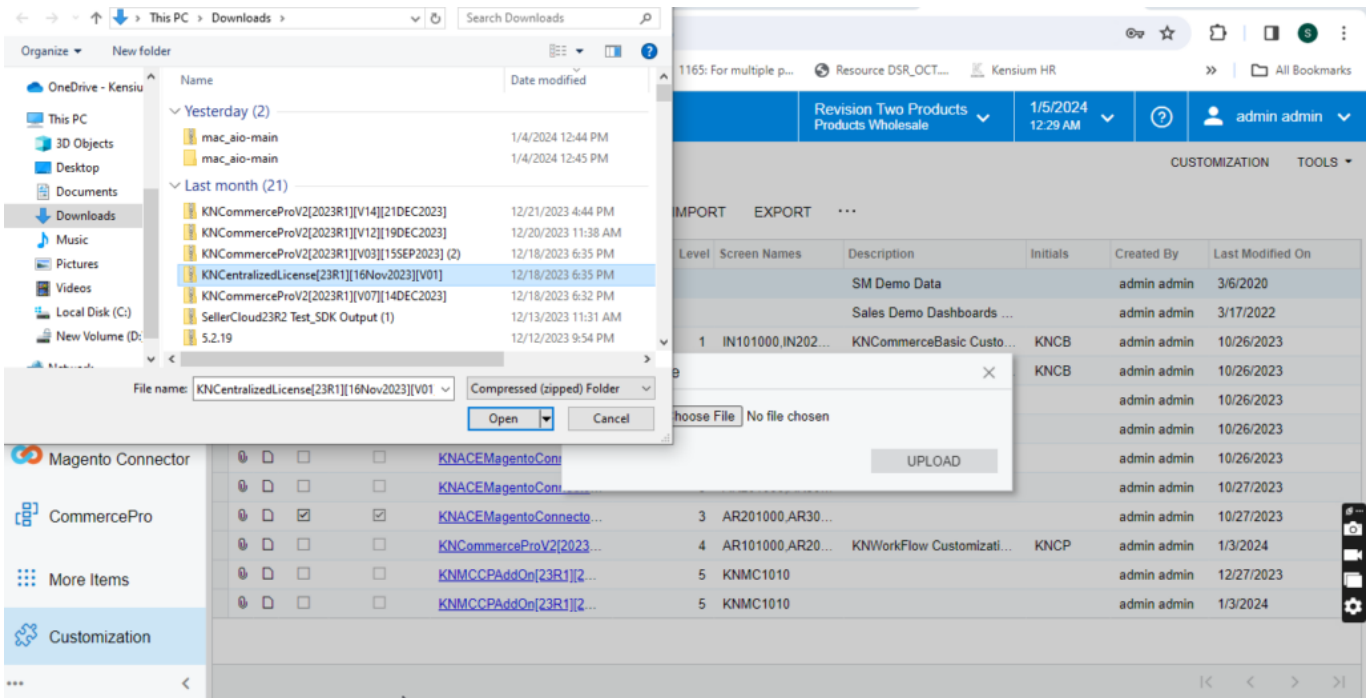 This PC > Downloads >
Search Downloads
Organize
New folder
Name
Date modified
OneDrive - Kensiu
This PC
3D Objects
Desktop
Documents
Downloads
Music
Pictures
Videos
Local Disk (C:)
New Volume (D:
Yesterday (2)
mac_aio-main 1/4/2024 12:44 PM
mac_aio-main 1/4/2024 12:45 PM
Last month (21)
KNCommerceProV2[2023R1][V14][21DEC2023] 12/21/2023 4:44 PM
KNCommerceProV2[2023R1][V12][19DEC2023] 12/20/2023 11:38 AM
KNCommerceProV2[2023R1][V03][15SEP2023] (2) 12/18/2023 6:35 PM
KNCentralizedLicense[23R1][16Nov2023][V01] 12/18/2023 6:35 PM
KNCommerceProV2[2023R1][V07][14DEC2023] 12/18/2023 6:32 PM
SellerCloud23R2 Test_SDK Output (1) 12/13/2023 11:31 AM
5.2.19 12/12/2023 9:54 PM
File name: KNCentralizedLicense[23R1][16Nov2023][V01
Compressed (zipped) Folder
Open
Cancel
1165: For multiple p...
Resource DSR_OCT....
Kensium HR
All Bookmarks
S
Revision Two Products
Products Wholesale
1/5/2024
12:29 AM
admin admin
CUSTOMIZATION TOOLS
IMPORT EXPORT ...
Level Screen Names Description Initials Created By Last Modified On
SM Demo Data admin admin 3/6/2020
Sales Demo Dashboards ... admin admin 3/17/2022
1 IN101000,IN202... KNCommerceBasic Custo... KNCB admin admin 10/26/2023
KNCB admin admin 10/26/2023
admin admin 10/26/2023
admin admin 10/26/2023
KNACEMagentoConn admin admin 10/26/2023
KNACEMagentoConn admin admin 10/27/2023
KNACEMagentoConnecto... 3 AR201000,AR30... admin admin 10/27/2023
KNCommerceProV2[2023... 4 AR101000,AR20... KNWorkFlow Customizati... KNCP admin admin 1/3/2024
KNMCCPAddOn[23R1][2... 5 KNMC1010 admin admin 12/27/2023
KNMCCPAddOn[23R1][2... 5 KNMC1010 admin admin 1/3/2024
hoose File No file chosen
UPLOAD
Magento Connector
CommercePro
More Items
Customization